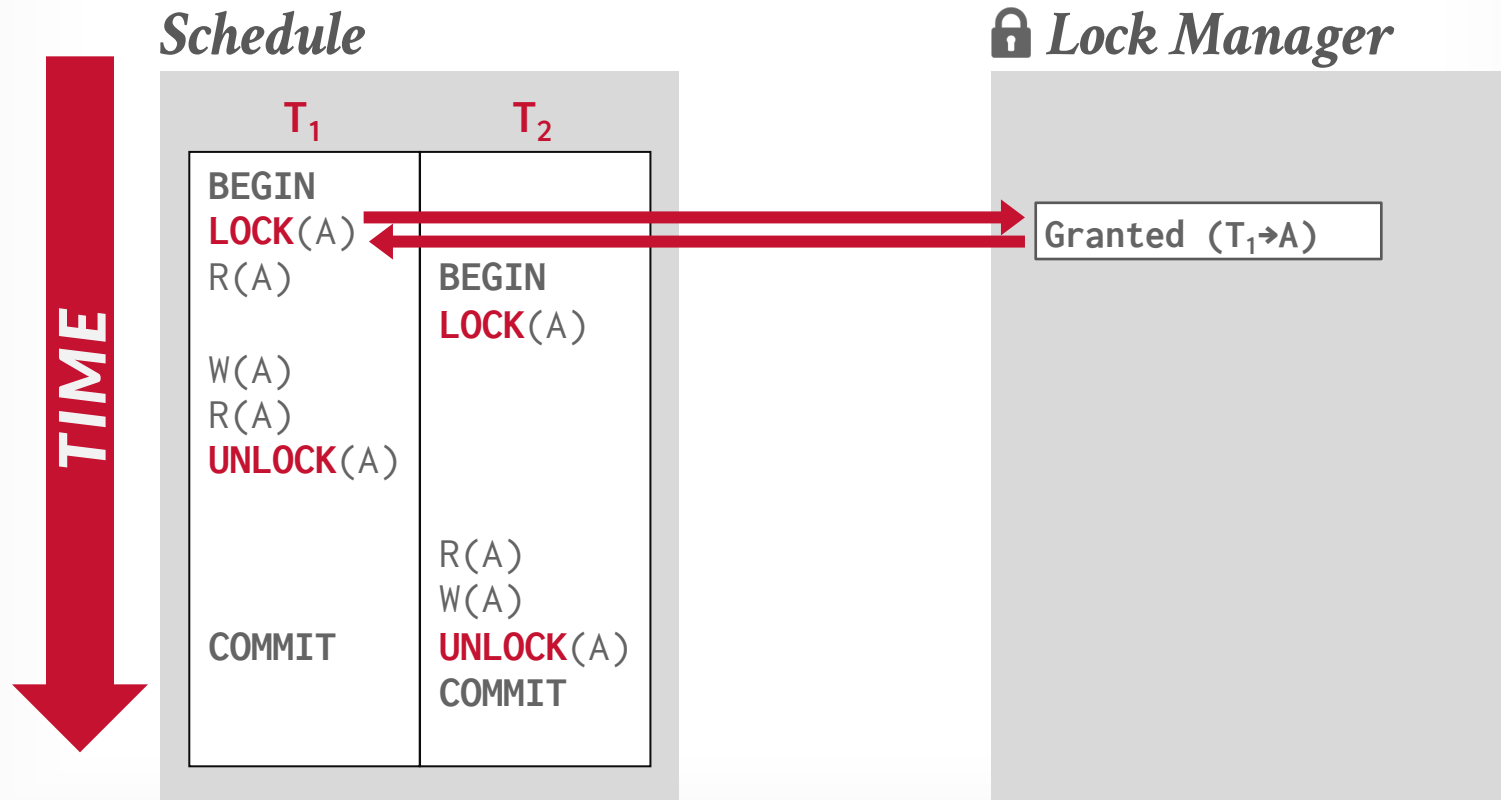 Schedule
Lock Manager
TIME
T₁ T₂
BEGIN
LOCK(A)
Granted (T₁→A)
R(A) BEGIN
LOCK(A)
W(A)
R(A)
UNLOCK(A)
R(A)
W(A)
COMMIT UNLOCK(A)
COMMIT